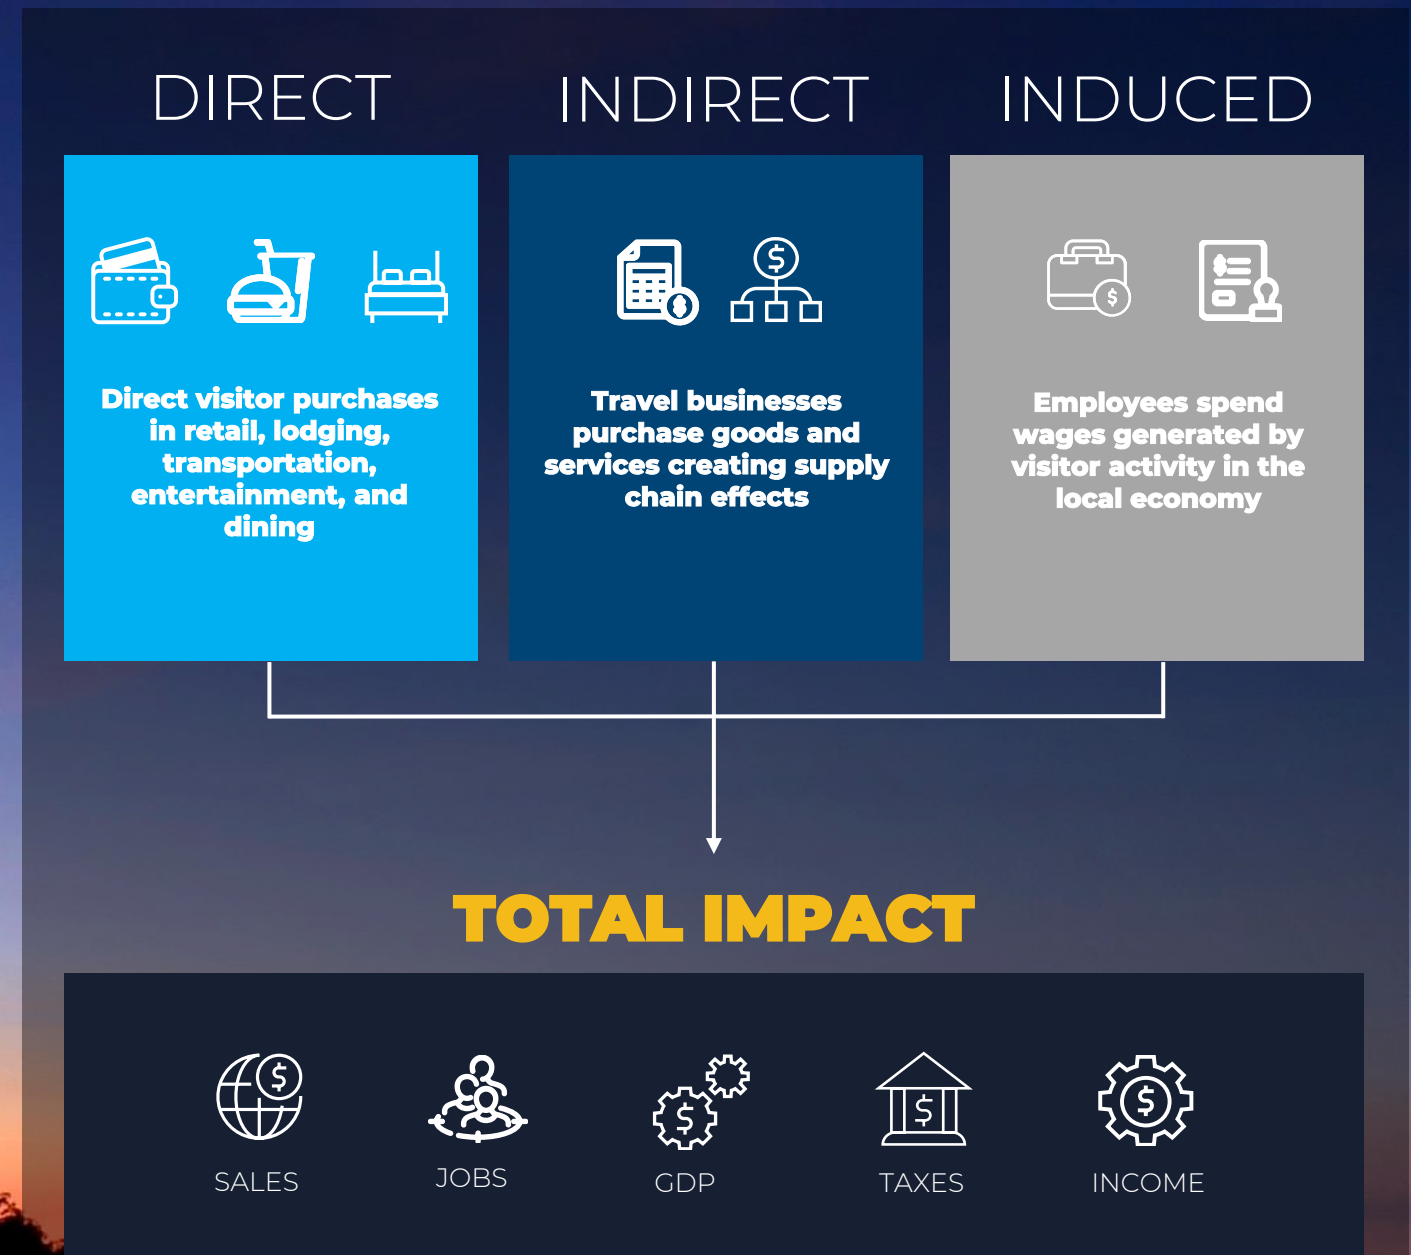 DIRECT
INDIRECT
INDUCED
Direct visitor purchases
in retail, lodging,
transportation,
entertainment, and
dining
Travel businesses
purchase goods and
services creating supply
chain effects
Employees spend
wages generated by
visitor activity in the
local economy
TOTAL IMPACT
SALES
JOBS
GDP
TAXES
INCOME